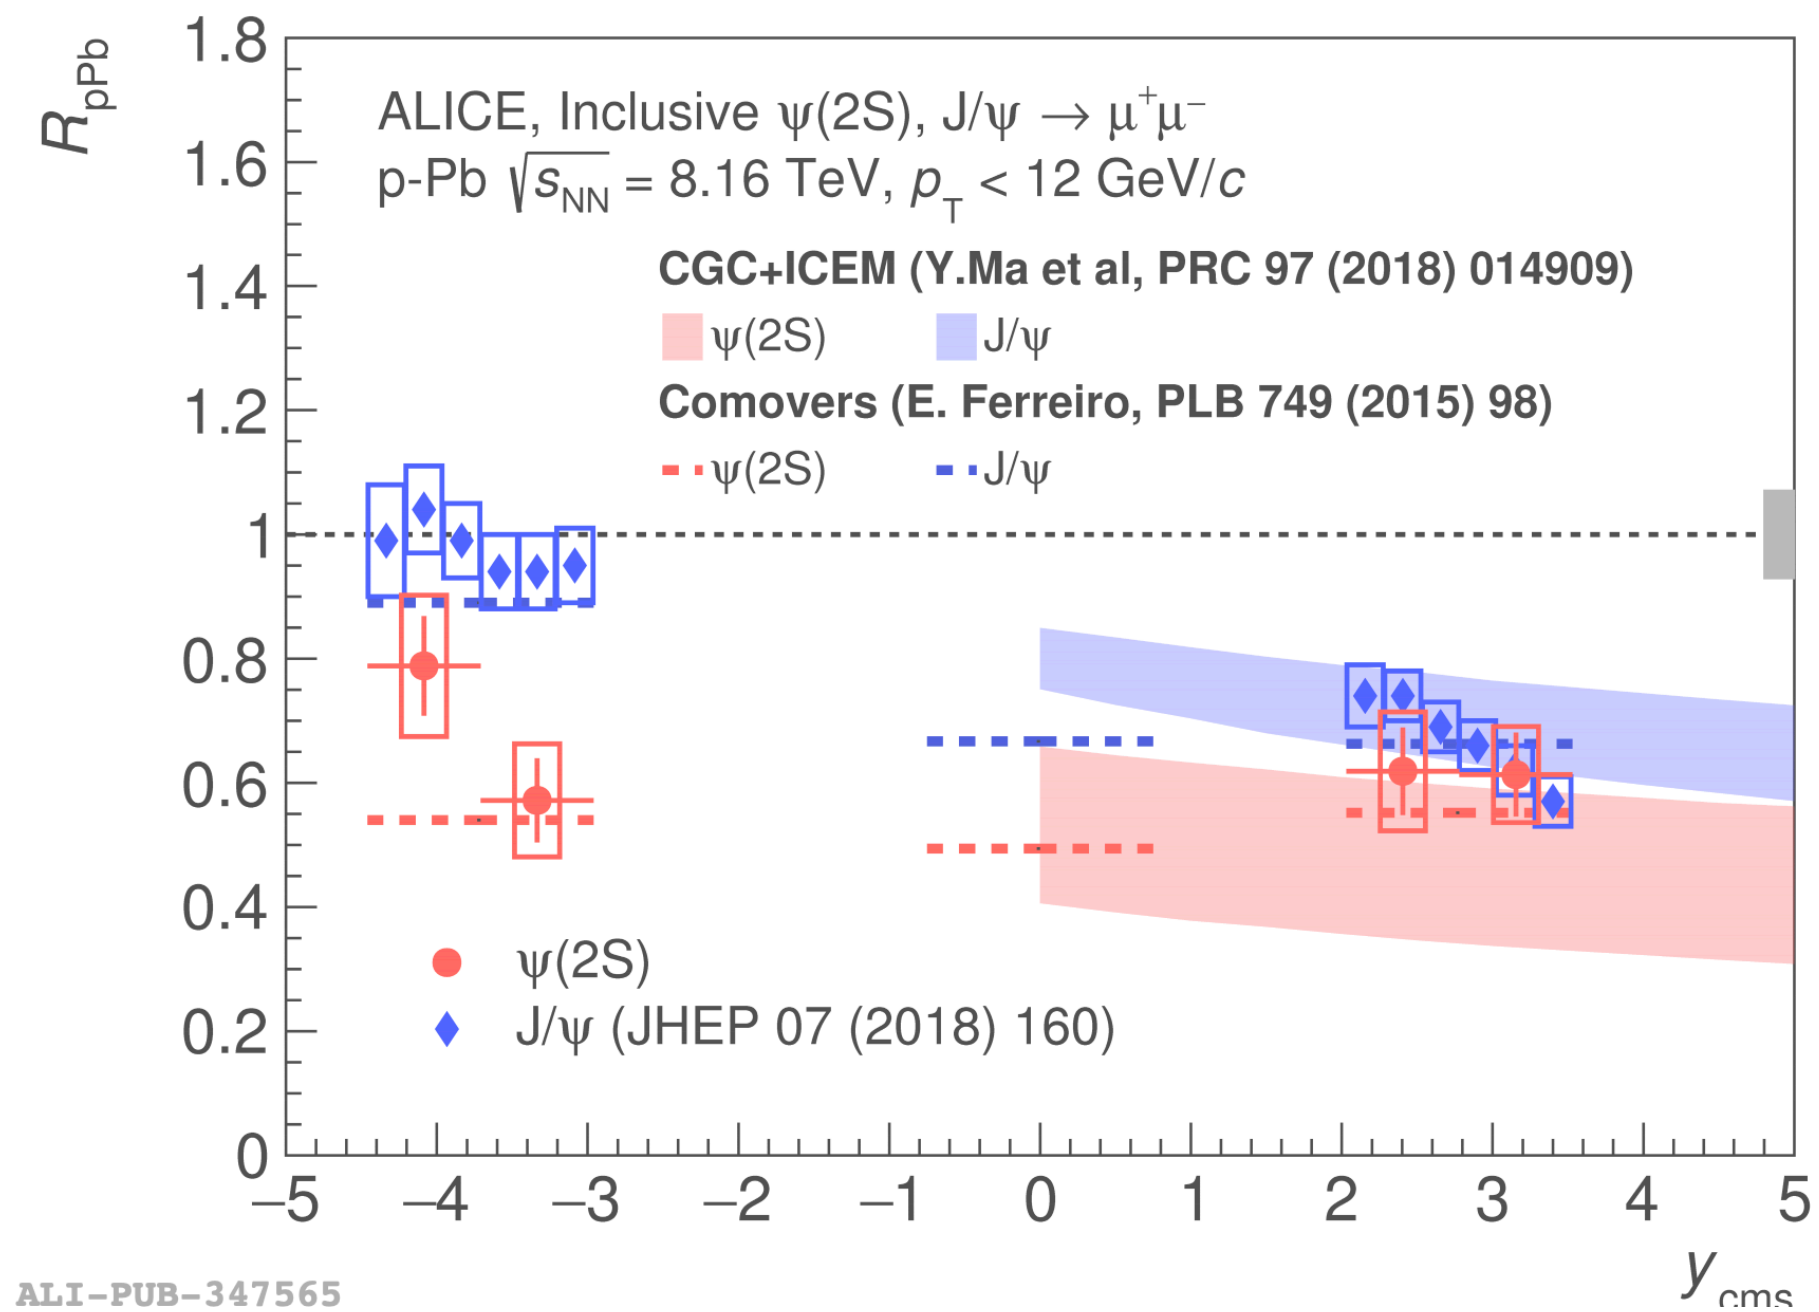 R_pPb
ALICE, Inclusive ψ(2S), J/ψ → μ⁺μ⁻
p-Pb √s_NN = 8.16 TeV, p_T < 12 GeV/c
CGC+ICEM (Y.Ma et al, PRC 97 (2018) 014909)
ψ(2S) J/ψ
Comovers (E. Ferreiro, PLB 749 (2015) 98)
ψ(2S) J/ψ
ψ(2S)
J/ψ (JHEP 07 (2018) 160)
1.8
1.6
1.4
1.2
1
0.8
0.6
0.4
0.2
0
−5 −4 −3 −2 −1 0 1 2 3 4 5
y_cms
ALI-PUB-347565